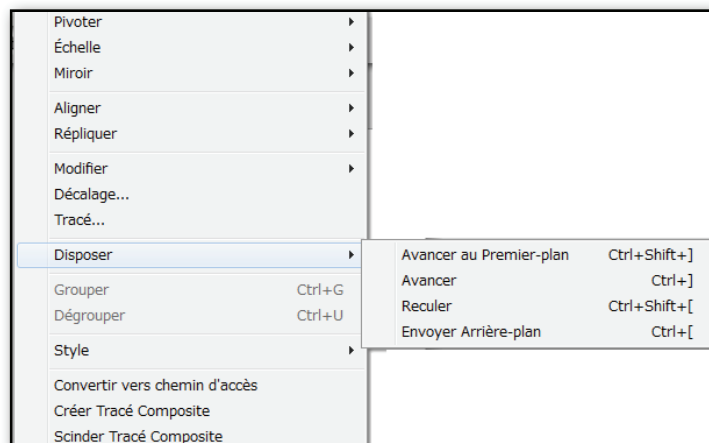 Pivoter
Échelle
Miroir
Aligner
Répliquer
Modifier
Décalage...
Tracé...
Disposer
Avancer au Premier-plan Ctrl+Shift+]
Avancer Ctrl+]
Reculer Ctrl+Shift+[
Envoyer Arrière-plan Ctrl+[
Grouper Ctrl+G
Dégrouper Ctrl+U
Style
Convertir vers chemin d'accès
Créer Tracé Composite
Scinder Tracé Composite